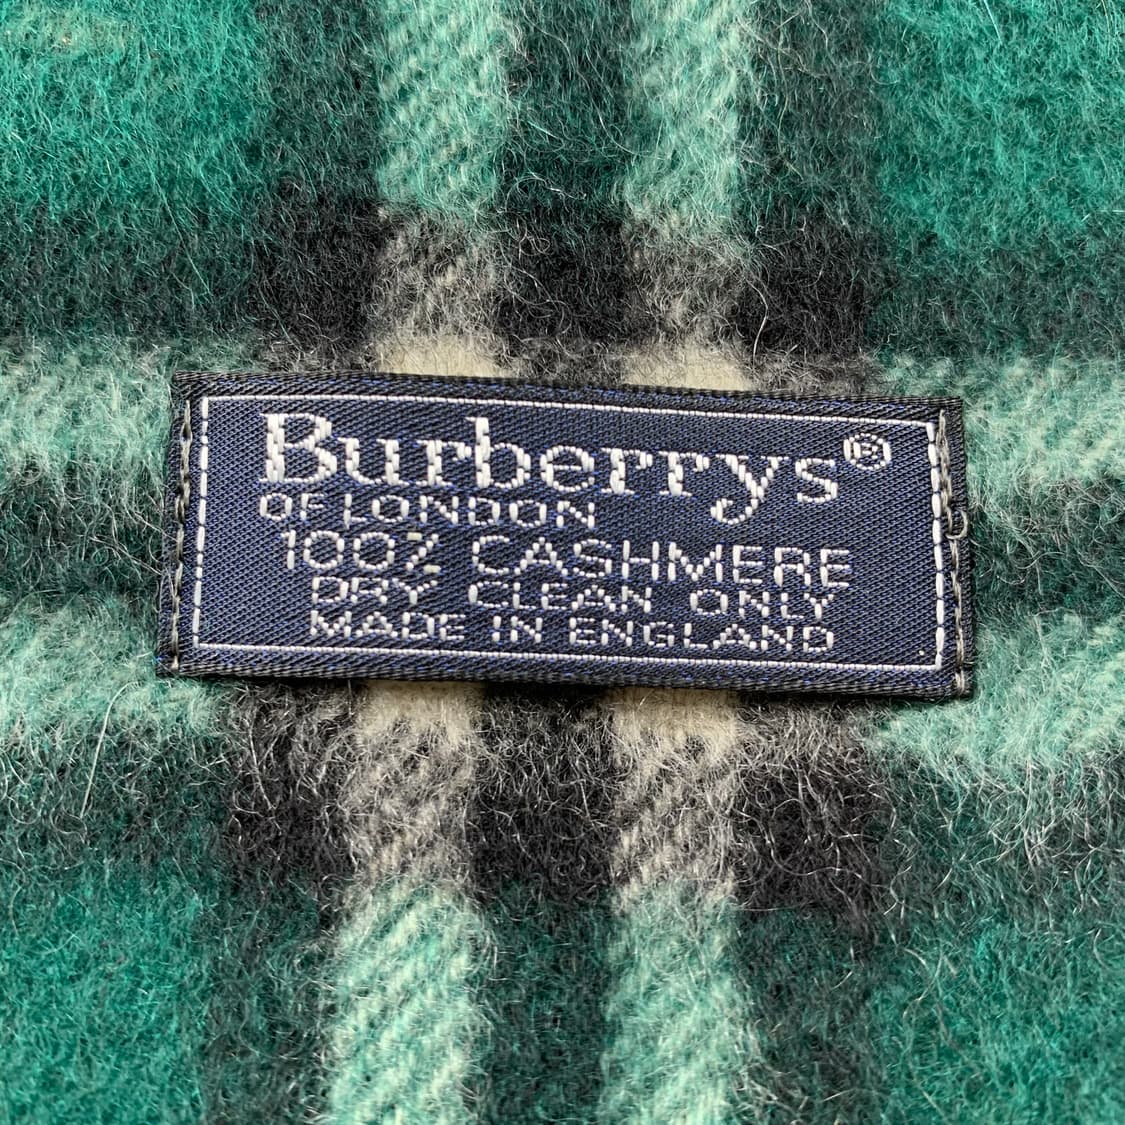 Burberrys®
OF LONDON
100% CASHMERE
DRY CLEAN ONLY
MADE IN ENGLAND